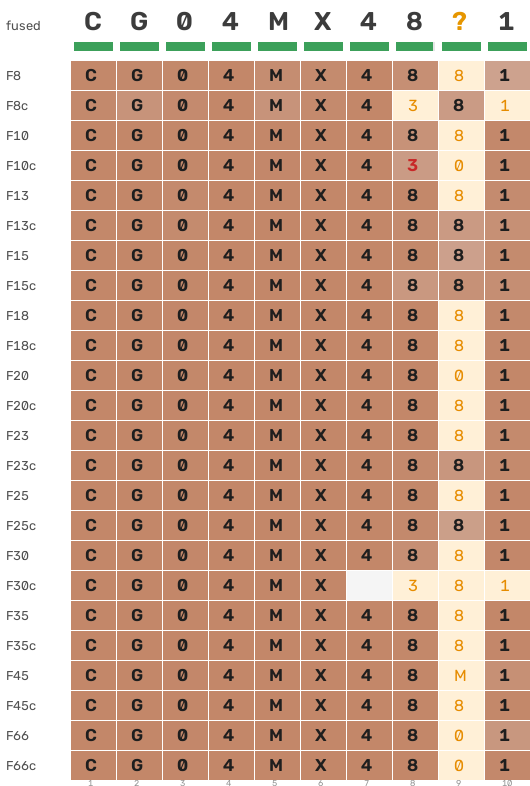 fused C G 0 4 M X 4 8 ? 1
F8 C G 0 4 M X 4 8 8 1
F8c C G 0 4 M X 4 3 8 1
F10 C G 0 4 M X 4 8 8 1
F10c C G 0 4 M X 4 3 0 1
F13 C G 0 4 M X 4 8 8 1
F13c C G 0 4 M X 4 8 8 1
F15 C G 0 4 M X 4 8 8 1
F15c C G 0 4 M X 4 8 8 1
F18 C G 0 4 M X 4 8 8 1
F18c C G 0 4 M X 4 8 8 1
F20 C G 0 4 M X 4 8 0 1
F20c C G 0 4 M X 4 8 8 1
F23 C G 0 4 M X 4 8 8 1
F23c C G 0 4 M X 4 8 8 1
F25 C G 0 4 M X 4 8 8 1
F25c C G 0 4 M X 4 8 8 1
F30 C G 0 4 M X 4 8 8 1
F30c C G 0 4 M X 3 8 1
F35 C G 0 4 M X 4 8 8 1
F35c C G 0 4 M X 4 8 8 1
F45 C G 0 4 M X 4 8 M 1
F45c C G 0 4 M X 4 8 8 1
F66 C G 0 4 M X 4 8 0 1
F66c C G 0 4 M X 4 8 0 1
1 2 3 4 5 6 7 8 9 10